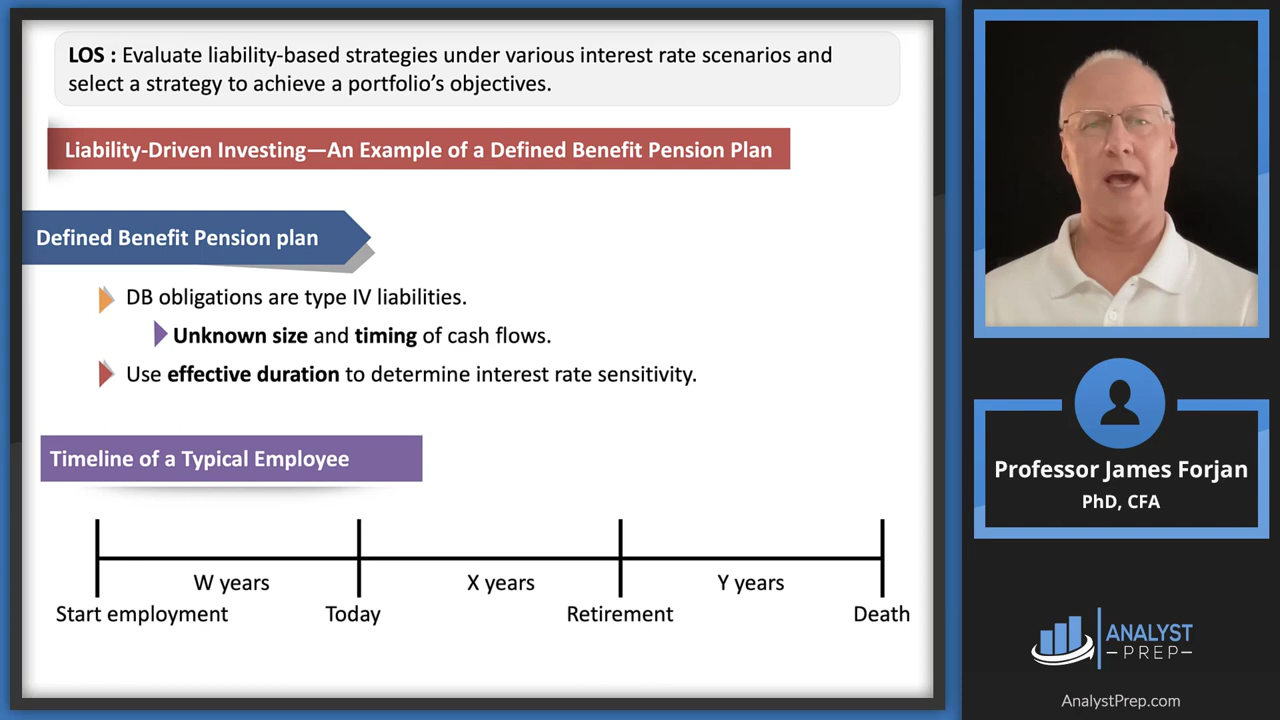 LOS : Evaluate liability-based strategies under various interest rate scenarios and
select a strategy to achieve a portfolio’s objectives.
Liability-Driven Investing—An Example of a Defined Benefit Pension Plan
Defined Benefit Pension plan
DB obligations are type IV liabilities.
Unknown size and timing of cash flows.
Use effective duration to determine interest rate sensitivity.
Timeline of a Typical Employee
W years
X years
Y years
Start employment
Today
Retirement
Death
Professor James Forjan
PhD, CFA
ANALYST
—PREP—
AnalystPrep.com